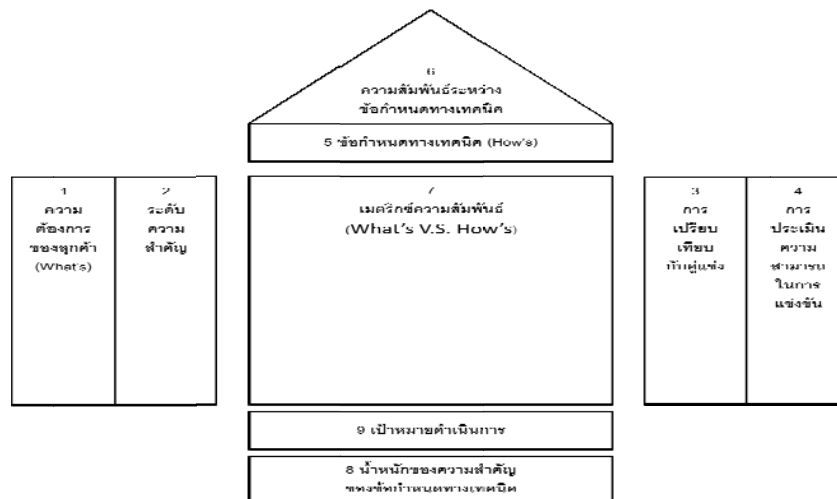 6
ความสัมพันธ์ระหว่าง
ข้อกำหนดทางเทคนิค
5 ข้อกำหนดทางเทคนิค (How's)
1
ความ
ต้องการ
ของลูกค้า
(What's)
2
ระดับ
ความ
สำคัญ
7
เมตริกซ์ความสัมพันธ์
(What's V.S. How's)
3
การ
เปรียบ
เทียบ
กับคู่แข่ง
4
การ
ประเมิน
ความ
สามารถ
ในการ
แข่งขัน
9 เป้าหมายดำเนินการ
8 น้ำหนักของความสำคัญ
ของข้อกำหนดทางเทคนิค